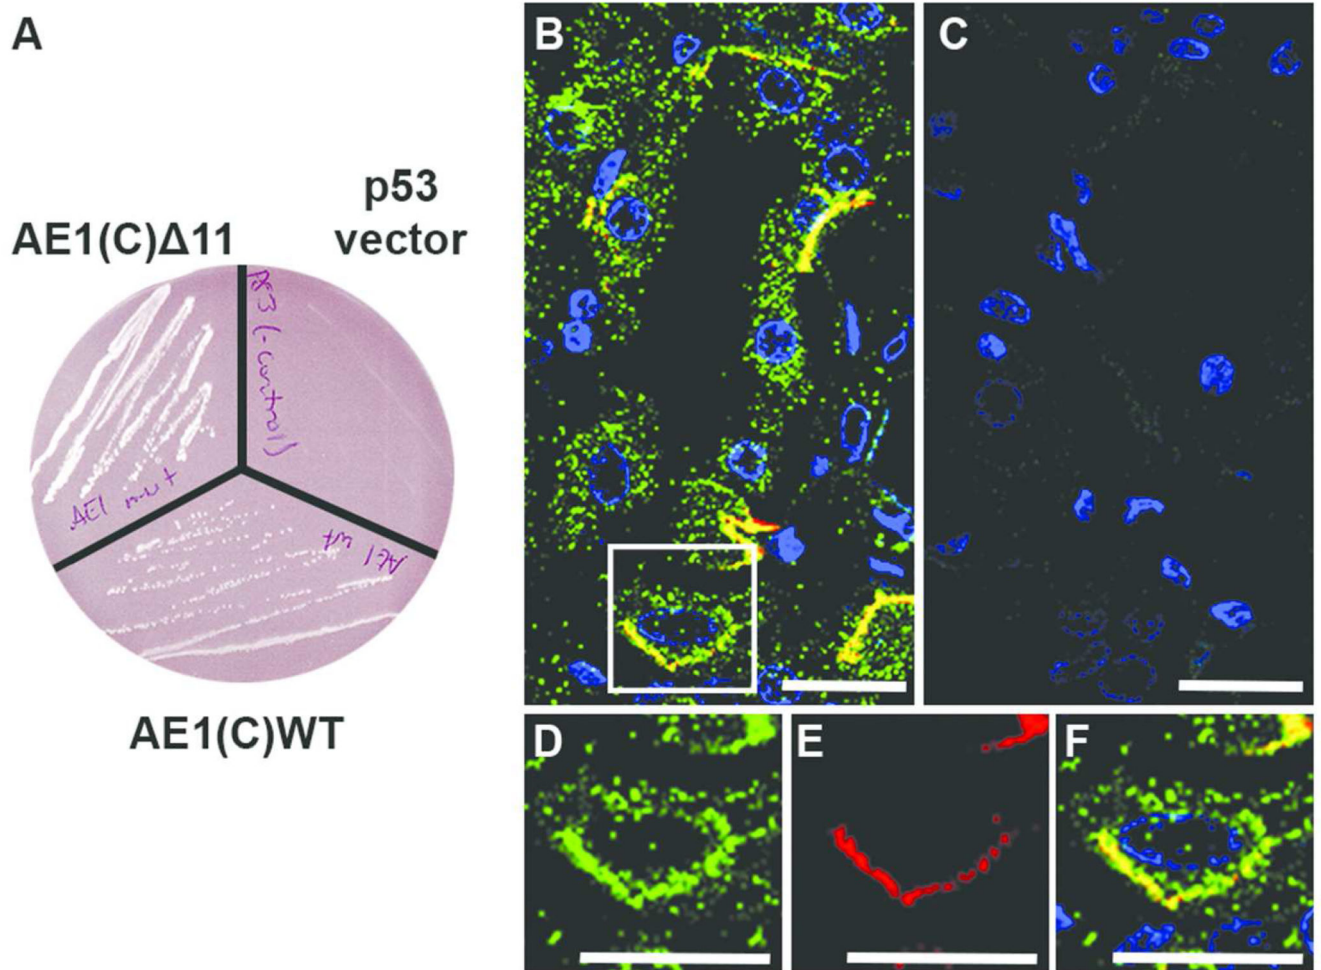 A
B
C
p53
vector
AE1(C)Δ11
p53 (-control)
AE1 mut
AE1 wt
AE1(C)WT
D
E
F